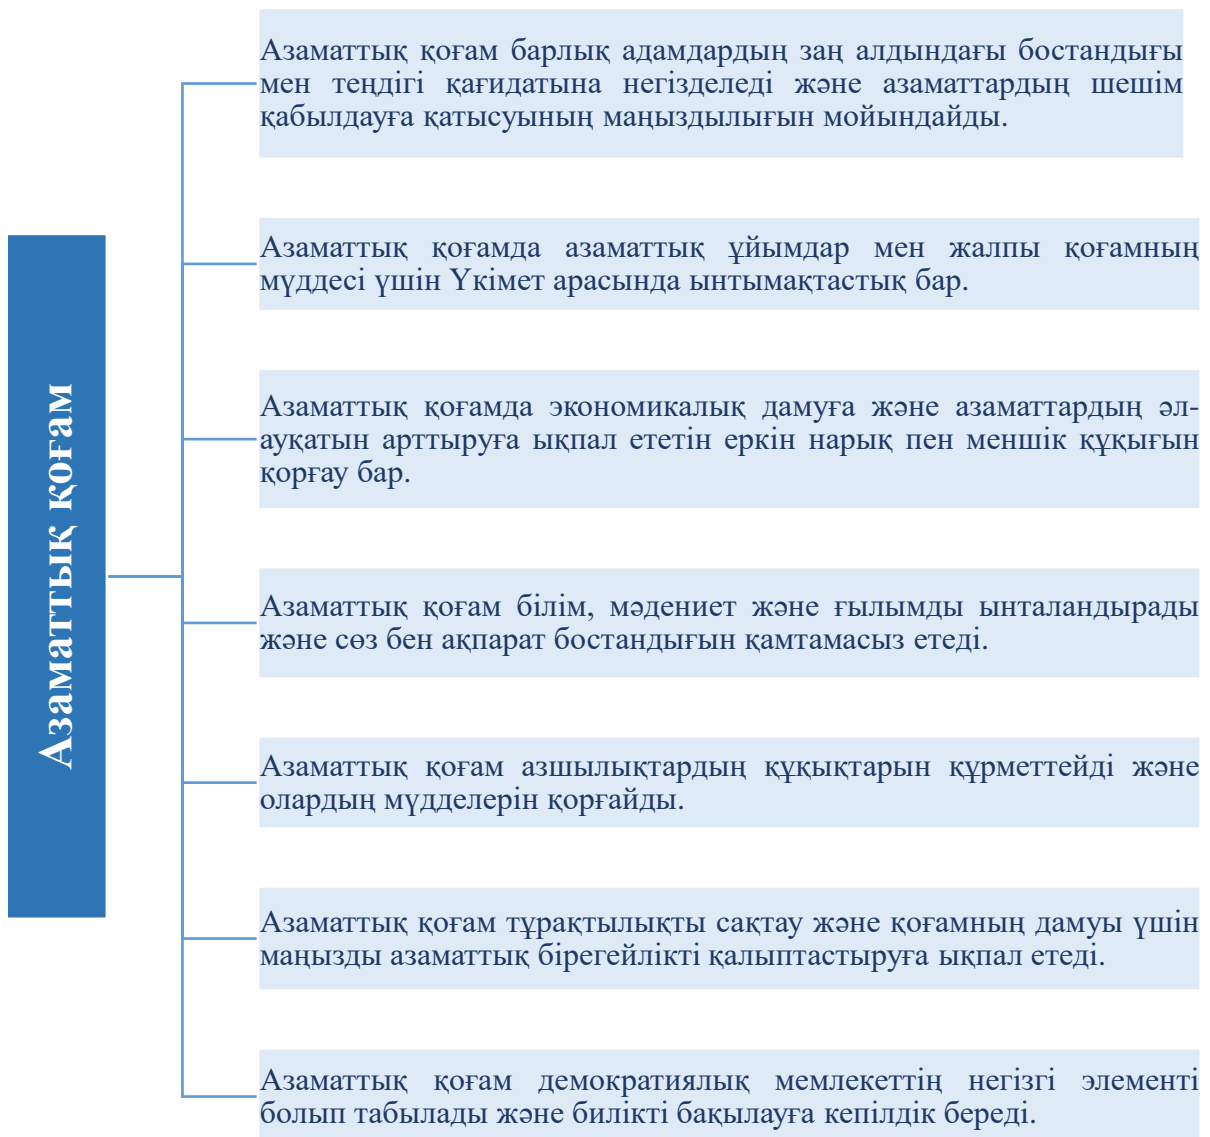 Азаматтық қоғам
Азаматтық қоғам барлық адамдардың заң алдындағы бостандығы
мен теңдігі қағидатына негізделеді және азаматтардың шешім
қабылдауға қатысуының маңыздылығын мойындайды.
Азаматтық қоғамда азаматтық ұйымдар мен жалпы қоғамның
мүддесі үшін Үкімет арасында ынтымақтастық бар.
Азаматтық қоғамда экономикалық дамуға және азаматтардың әл-
ауқатын арттыруға ықпал ететін еркін нарық пен меншік құқығын
қорғау бар.
Азаматтық қоғам білім, мәдениет және ғылымды ынталандырады
және сөз бен ақпарат бостандығын қамтамасыз етеді.
Азаматтық қоғам азшылықтардың құқықтарын құрметтейді және
олардың мүдделерін қорғайды.
Азаматтық қоғам тұрақтылықты сақтау және қоғамның дамуы үшін
маңызды азаматтық бірегейлікті қалыптастыруға ықпал етеді.
Азаматтық қоғам демократиялық мемлекеттің негізгі элементі
болып табылады және билікті бақылауға кепілдік береді.